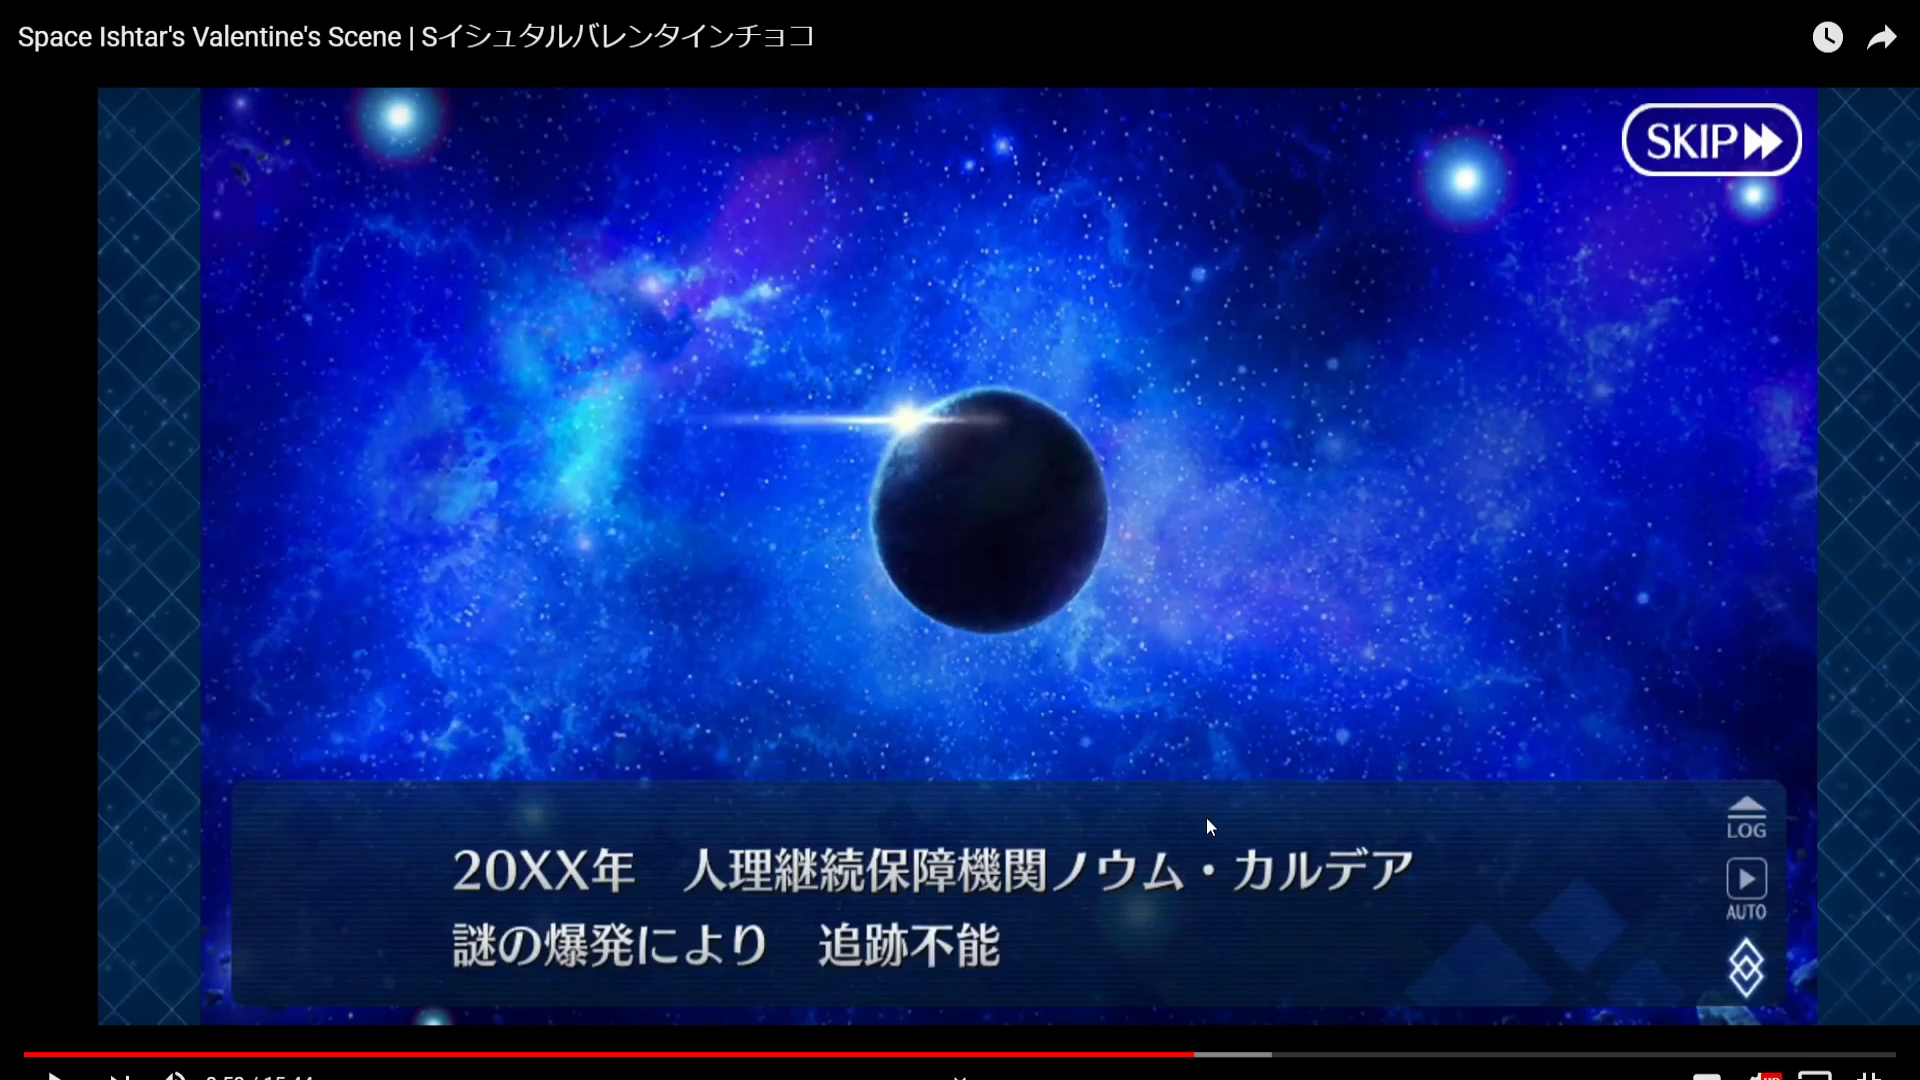 Space Ishtar's Valentine's Scene | Sイシュタルバレンタインチョコ
SKIP
20XX年　人理継続保障機関ノウム・カルデア
謎の爆発により　追跡不能
LOG
AUTO